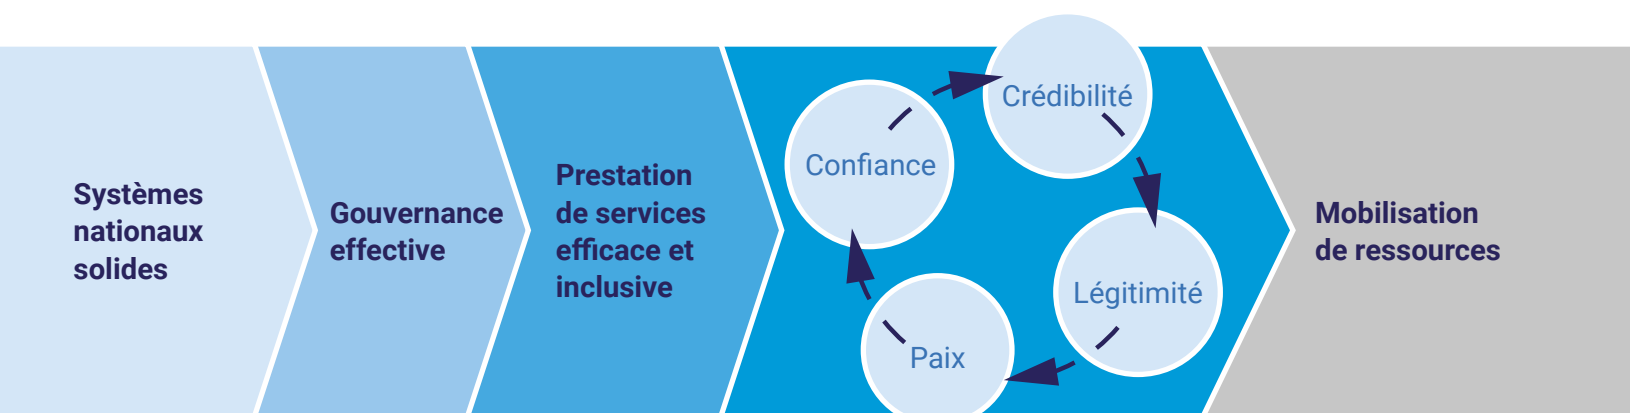 Systèmes
nationaux
solides
Gouvernance
effective
Prestation
de services
efficace et
inclusive
Confiance
Crédibilité
Légitimité
Paix
Mobilisation
de ressources